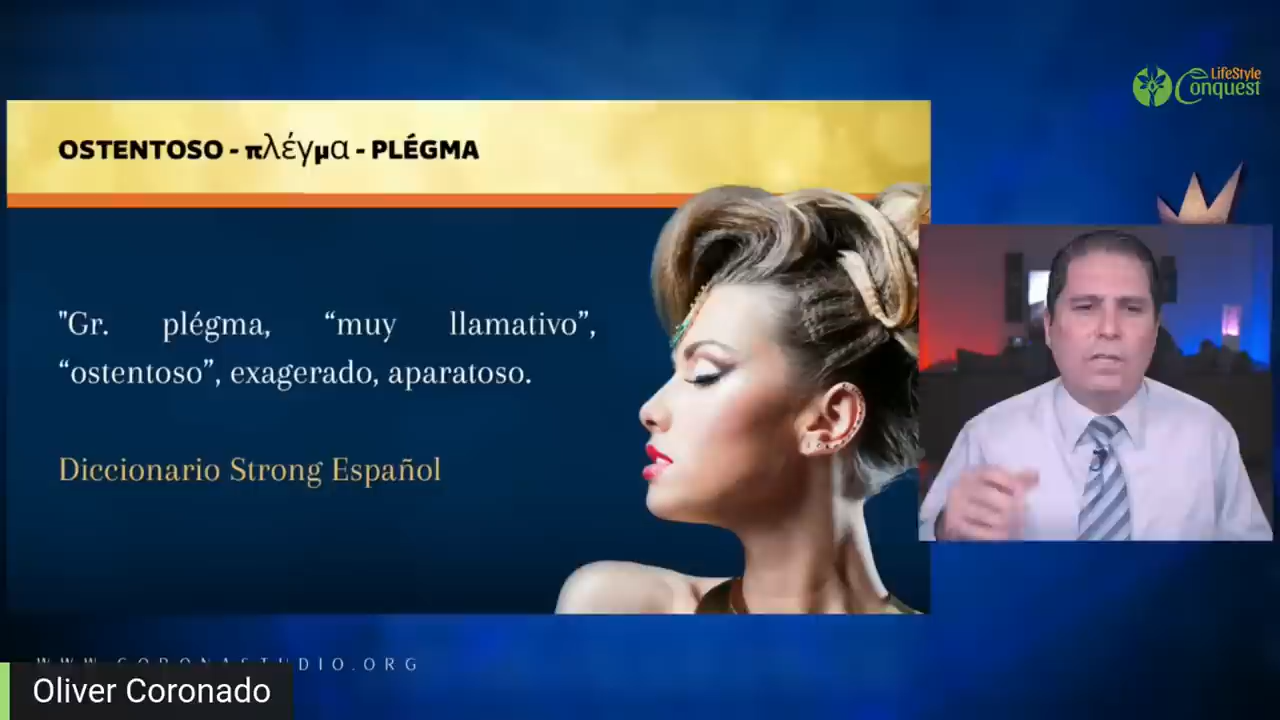 LifeStyle
Conquest
OSTENTOSO - πλέγμα - PLÉGMA
"Gr. plégma, “muy llamativo”,
“ostentoso”, exagerado, aparatoso.
Diccionario Strong Español
WWW.CORONASTUDIO.ORG
Oliver Coronado